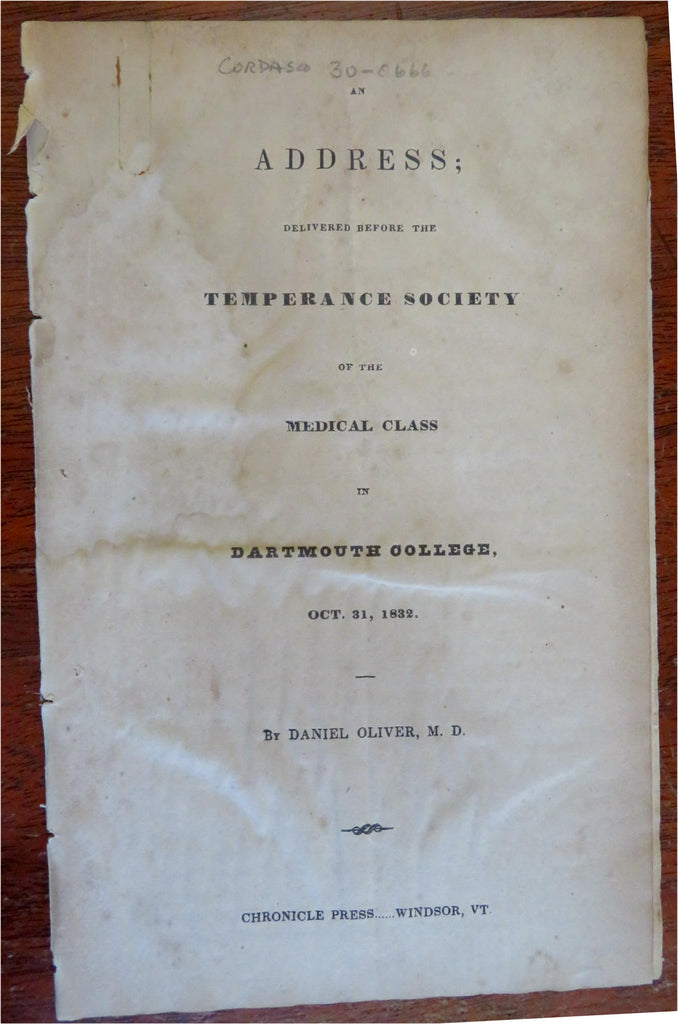 CORDASCO 30-0666
AN
ADDRESS;
DELIVERED BEFORE THE
TEMPERANCE SOCIETY
OF THE
MEDICAL CLASS
IN
DARTMOUTH COLLEGE,
OCT. 31, 1832.
By DANIEL OLIVER, M. D.
CHRONICLE PRESS......WINDSOR, VT.